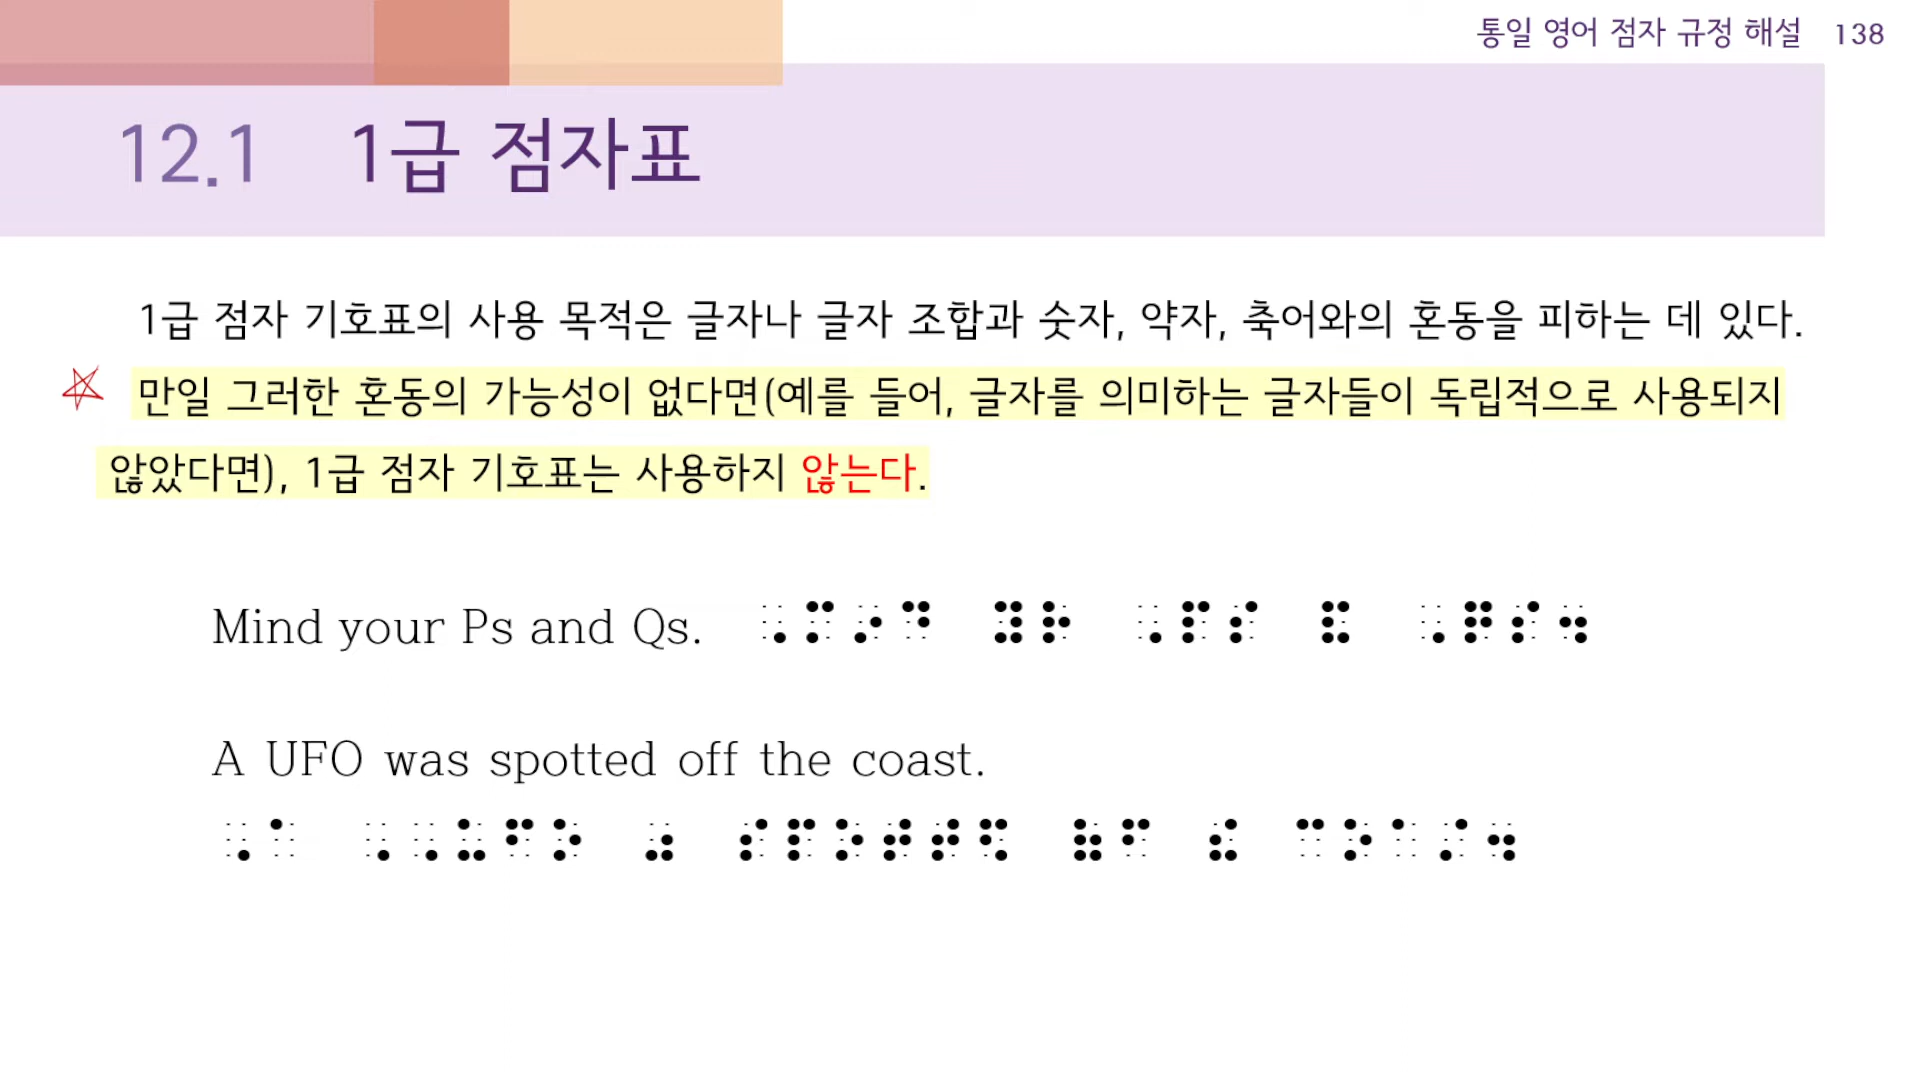 통일 영어 점자 규정 해설 138
12.1 1급 점자표
1급 점자 기호표의 사용 목적은 글자나 글자 조합과 숫자, 약자, 축어와의 혼동을 피하는 데 있다.
만일 그러한 혼동의 가능성이 없다면(예를 들어, 글자를 의미하는 글자들이 독립적으로 사용되지
않았다면), 1급 점자 기호표는 사용하지 않는다.
Mind your Ps and Qs. ⠠⠍⠔⠙ ⠽⠗ ⠠⠏⠎ ⠯ ⠠⠟⠎⠲
A UFO was spotted off the coast.
⠠⠁ ⠠⠠⠥⠋⠕ ⠴ ⠎⠏⠕⠞⠞⠫ ⠷⠋ ⠮ ⠉⠕⠁⠌⠲